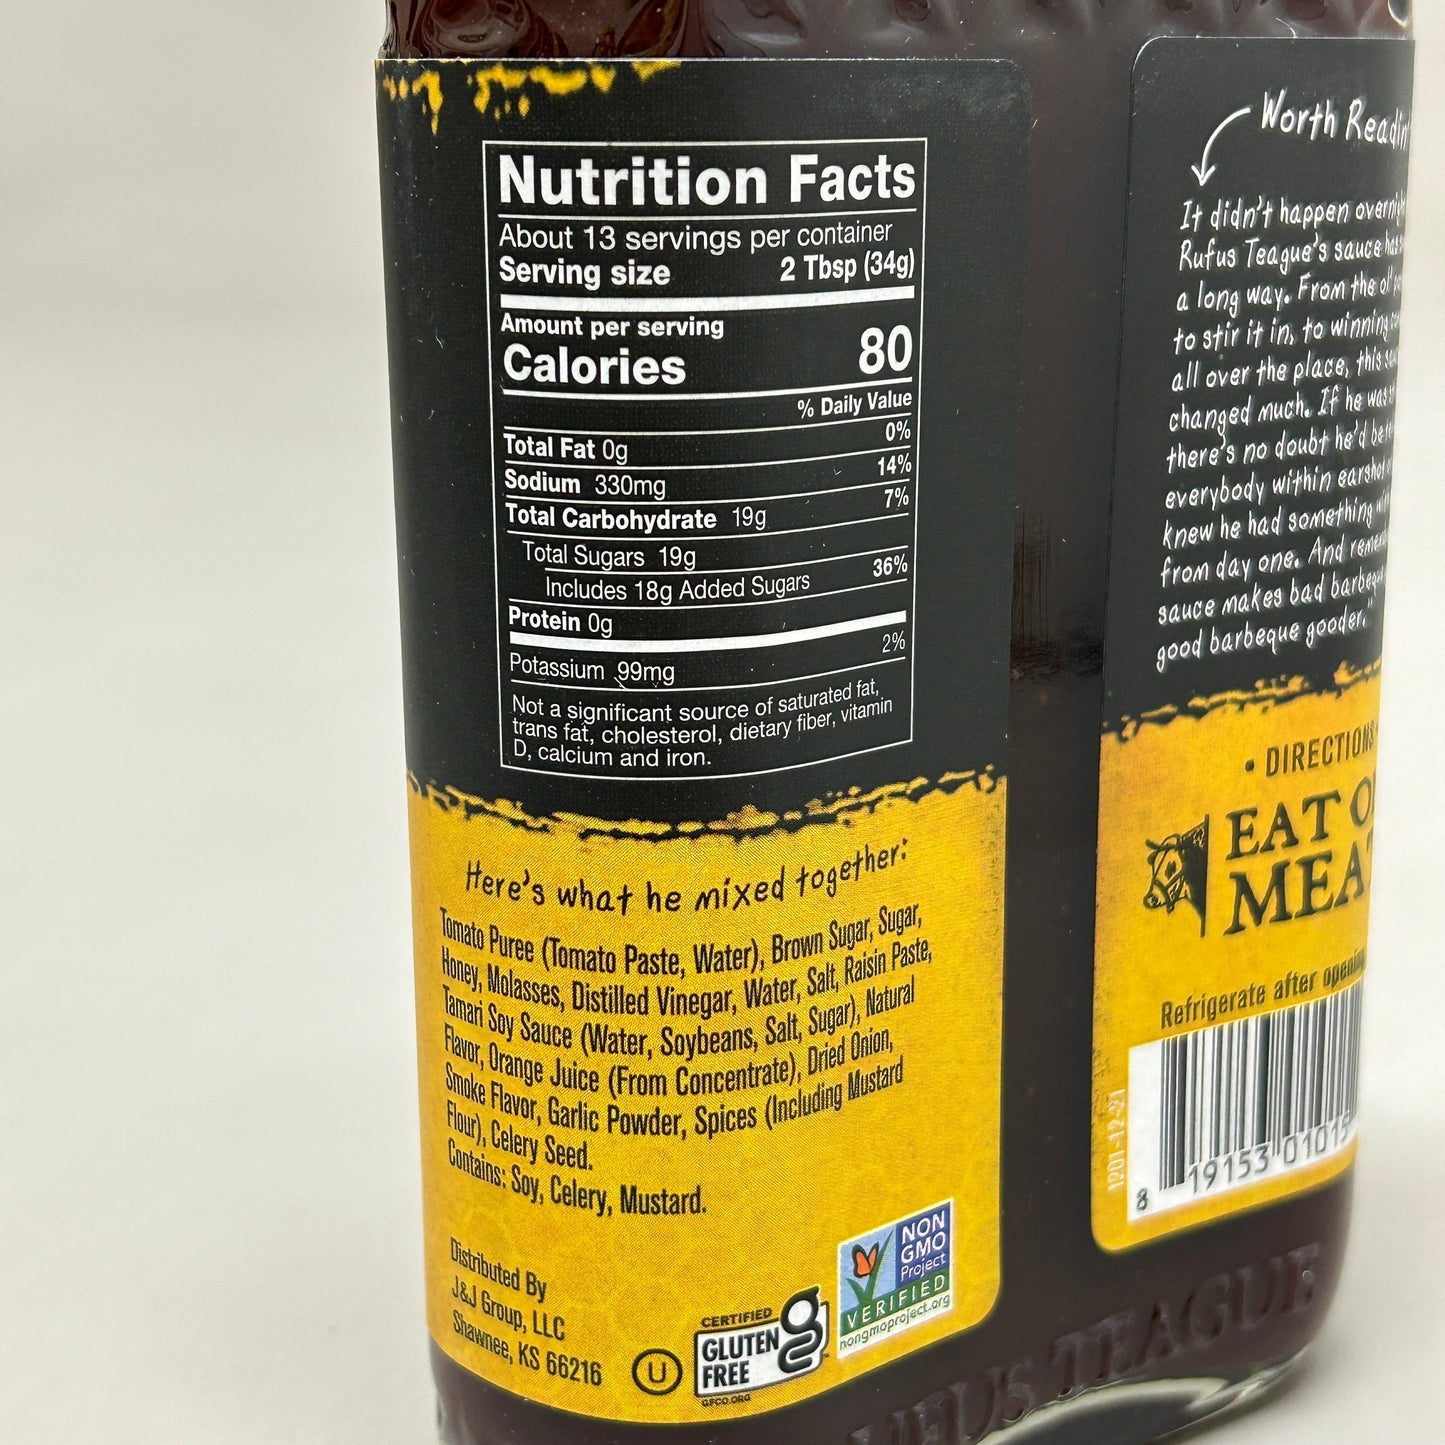 Nutrition Facts
About 13 servings per container
Serving size 2 Tbsp (34g)
Amount per serving
Calories 80
% Daily Value
Total Fat 0g 0%
Sodium 330mg 14%
Total Carbohydrate 19g 7%
Total Sugars 19g
Includes 18g Added Sugars 36%
Protein 0g
Potassium 99mg 2%
Not a significant source of saturated fat,
trans fat, cholesterol, dietary fiber, vitamin
D, calcium and iron.
Here's what he mixed together:
Tomato Puree (Tomato Paste, Water), Brown Sugar, Sugar,
Honey, Molasses, Distilled Vinegar, Water, Salt, Raisin Paste,
Tamari Soy Sauce (Water, Soybeans, Salt, Sugar), Natural
Flavor, Orange Juice (From Concentrate), Dried Onion,
Smoke Flavor, Garlic Powder, Spices (Including Mustard
Flour), Celery Seed.
Contains: Soy, Celery, Mustard.
Distributed By
J&J Group, LLC
Shawnee, KS 66216
U
CERTIFIED
GLUTEN
FREE
GFCO.ORG
NON
GMO
Project
VERIFIED
nongmoproject.org
Worth
It didn't happen
Rufus Teague's sauce
a long way. From the ol'
to stir it in, to winning
all over the place, this
changed much. If he
there's no doubt he'd
everybody within earshot
knew he had something
from day one. And
sauce makes bad
good barbeque gooder."
• DIRECTIONS
EAT
Refrigerate after
1201-12-21
8 19153 01015
TEAGUE